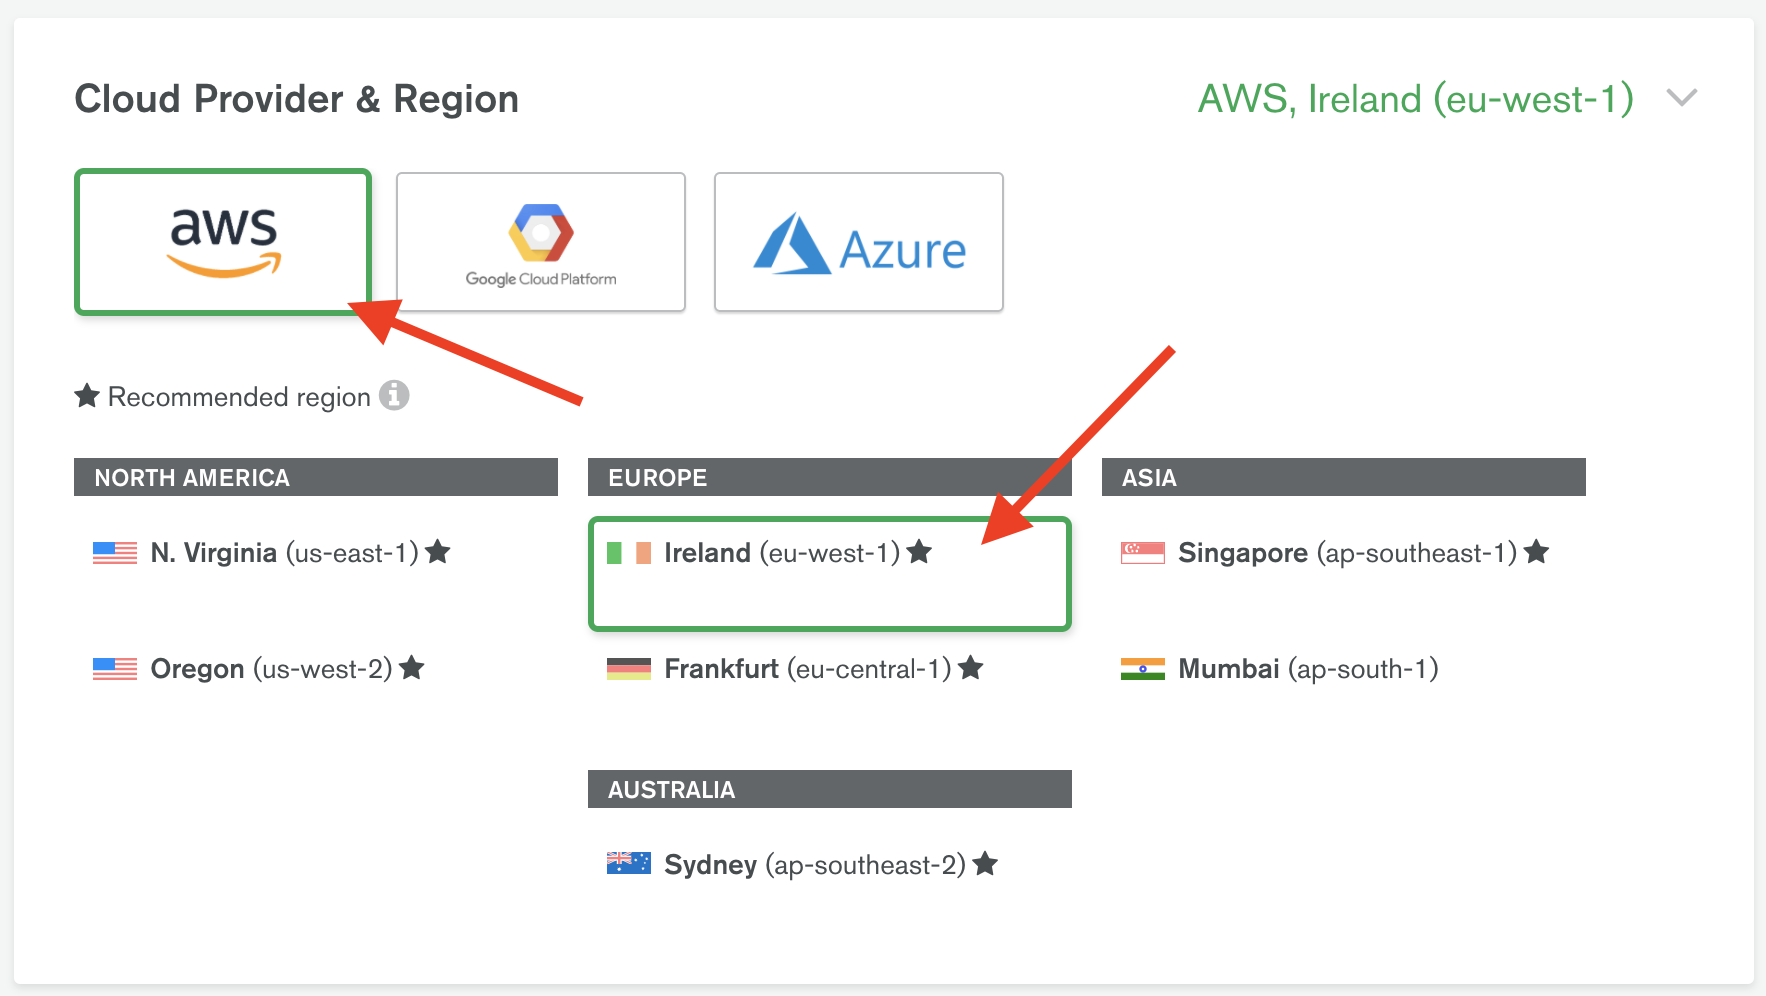 Cloud Provider & Region
AWS, Ireland (eu-west-1)
aws
Google Cloud Platform
Azure
Recommended region
NORTH AMERICA
N. Virginia (us-east-1)
Oregon (us-west-2)
EUROPE
Ireland (eu-west-1)
Frankfurt (eu-central-1)
AUSTRALIA
Sydney (ap-southeast-2)
ASIA
Singapore (ap-southeast-1)
Mumbai (ap-south-1)